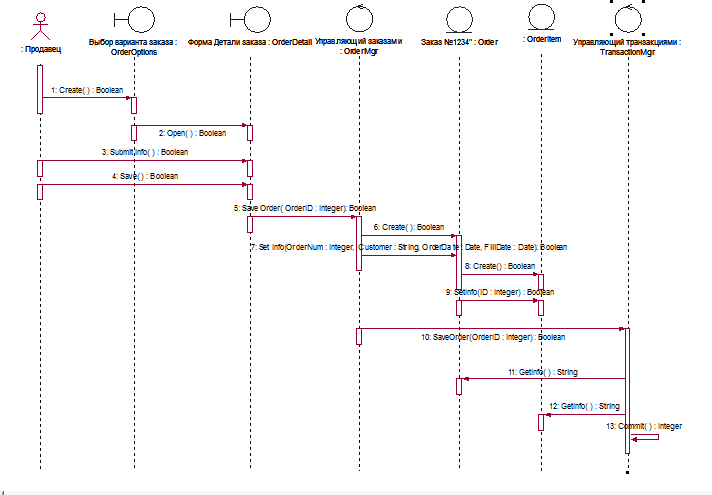 : Продавец
Выбор варианта заказа :
OrderOptions
Форма Детали заказа : OrderDetail
Управляющий заказами
: OrderMgr
Заказ №1234" : Order
: OrderItem
Управляющий транзакциями :
TransactionMgr
1: Create( ) : Boolean
2: Open( ) : Boolean
3: Submit Info( ) : Boolean
4: Save( ) : Boolean
5: Save Order( OrderID : Integer): Boolean
6: Create( ): Boolean
7: Set Info(OrderNum : Integer, Customer : String, OrderDate : Date, FillDate : Date): Boolean
8: Create() : Boolean
9: SetInfo(ID : Integer) : Boolean
10: SaveOrder(OrderID : Integer) : Boolean
11: GetInfo( ) : String
12: GetInfo( ) : String
13: Commit( ) : Integer